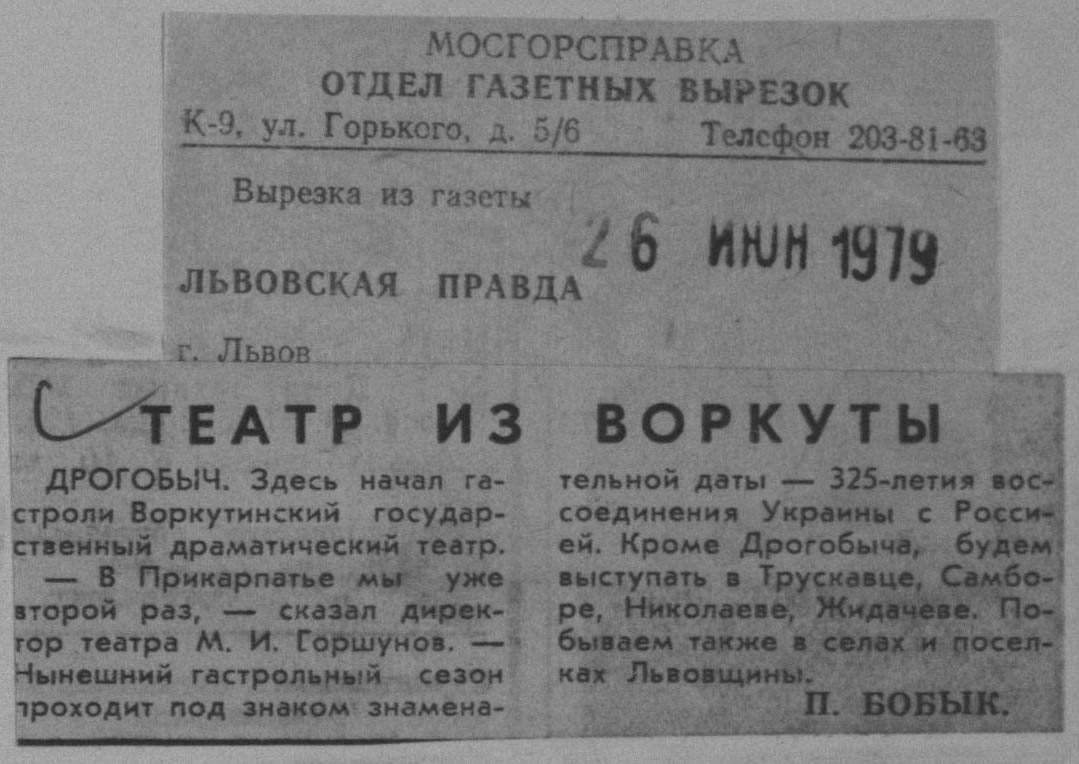 МОСГОРСПРАВКА
ОТДЕЛ ГАЗЕТНЫХ ВЫРЕЗОК
К-9, ул. Горького, д. 5/6 Телефон 203-81-63
Вырезка из газеты
26 ИЮН 1979
ЛЬВОВСКАЯ ПРАВДА
г. Львов
ТЕАТР ИЗ ВОРКУТЫ
ДРОГОБЫЧ. Здесь начал га-
строли Воркутинский государ-
ственный драматический театр.
— В Прикарпатье мы уже
второй раз, — сказал дирек-
тор театра М. И. Горшунов. —
Нынешний гастрольный сезон
проходит под знаком знамена-
тельной даты — 325-летия вос-
соединения Украины с Росси-
ей. Кроме Дрогобыча, будем
выступать в Трускавце, Самбо-
ре, Николаеве, Жидачеве. По-
бываем также в селах и посел-
ках Львовщины.
П. БОБЫК.